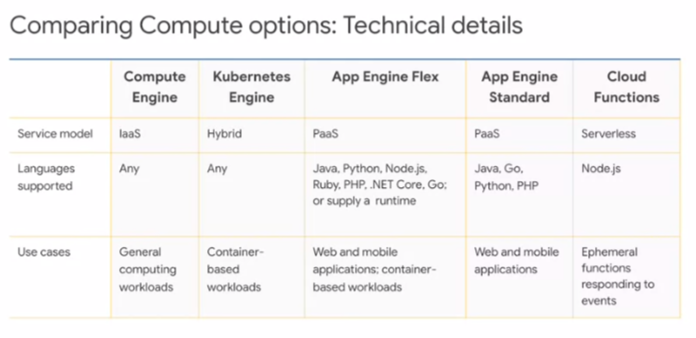 Comparing Compute options: Technical details
Compute Engine
Kubernetes Engine
App Engine Flex
App Engine Standard
Cloud Functions
Service model
IaaS
Hybrid
PaaS
PaaS
Serverless
Languages supported
Any
Any
Java, Python, Node.js,
Ruby, PHP, .NET Core, Go;
or supply a runtime
Java, Go,
Python, PHP
Node.js
Use cases
General
computing
workloads
Container-
based
workloads
Web and mobile
applications; container-
based workloads
Web and mobile
applications
Ephemeral
functions
responding to
events